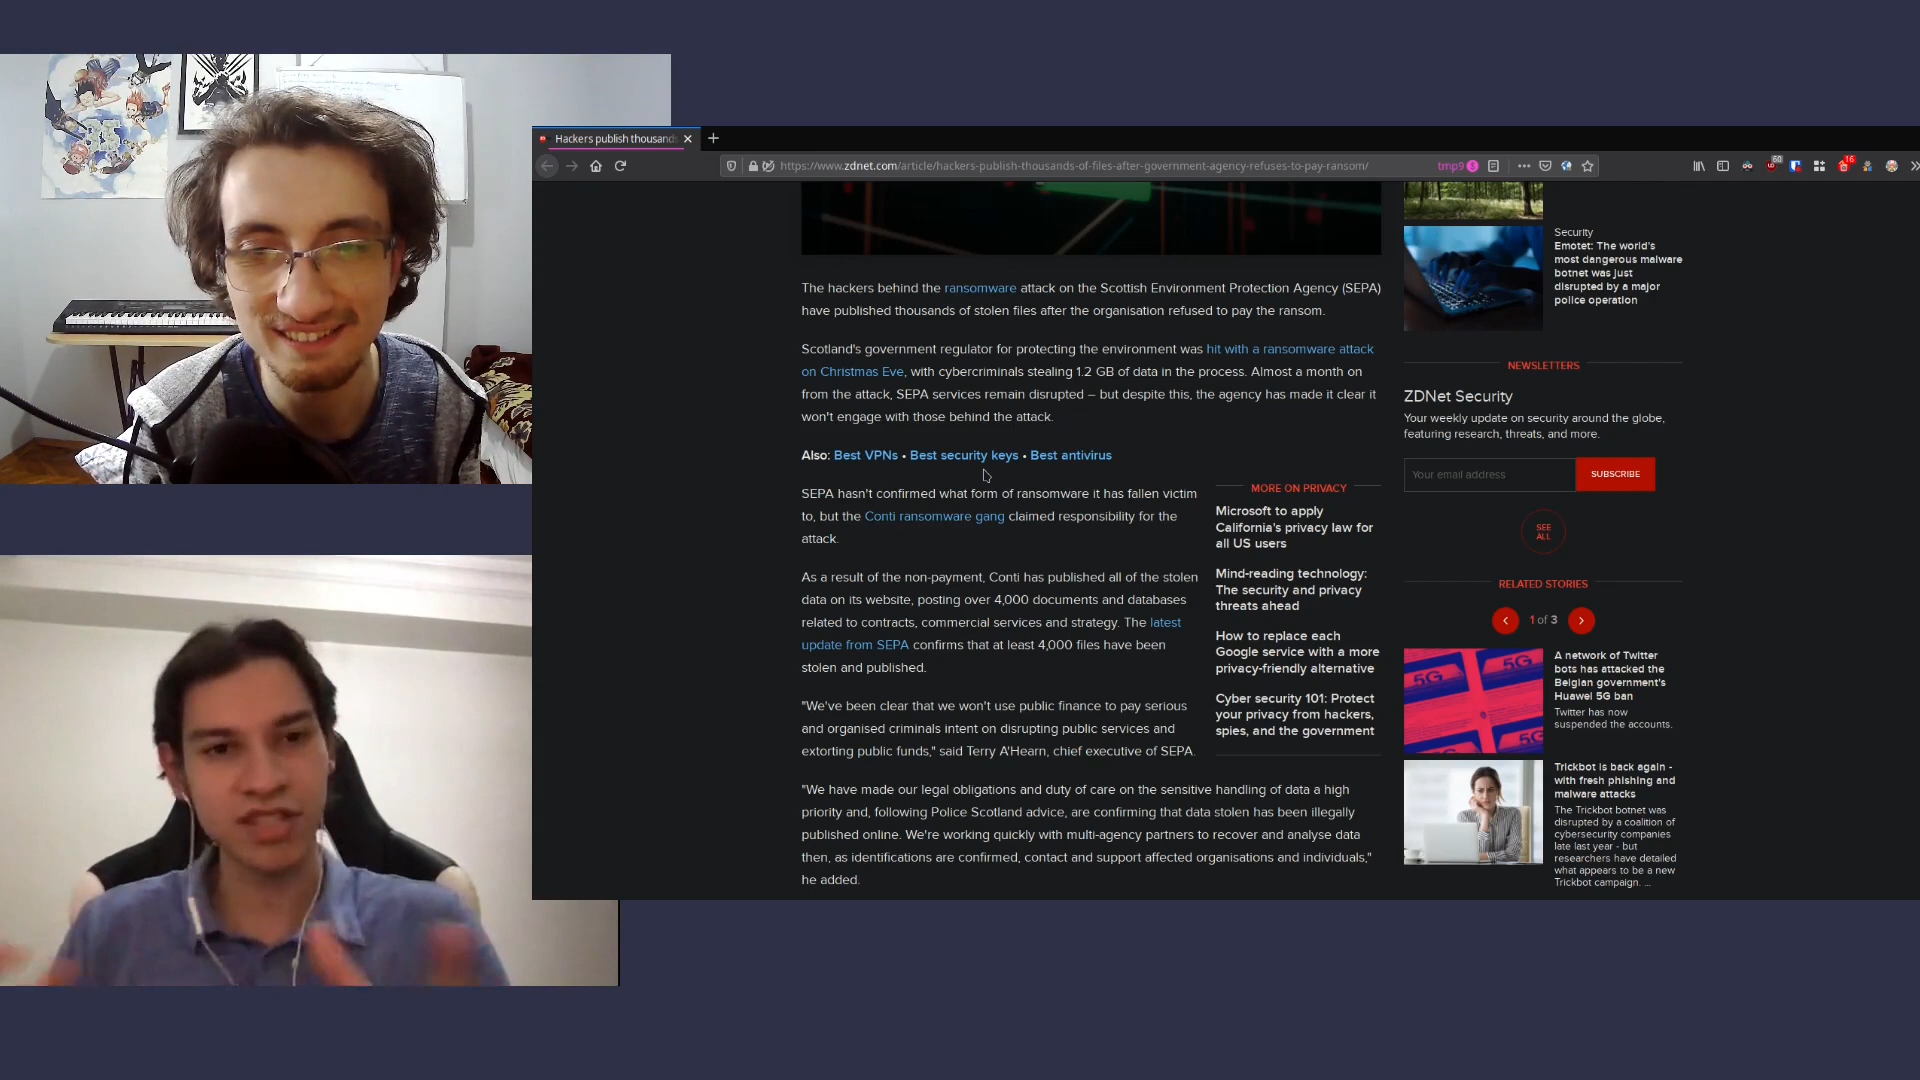 Hackers publish thousands
https://www.zdnet.com/article/hackers-publish-thousands-of-files-after-government-agency-refuses-to-pay-ransom/
tmp9
60
16
The hackers behind the ransomware attack on the Scottish Environment Protection Agency (SEPA)
have published thousands of stolen files after the organisation refused to pay the ransom.
Scotland's government regulator for protecting the environment was hit with a ransomware attack
on Christmas Eve, with cybercriminals stealing 1.2 GB of data in the process. Almost a month on
from the attack, SEPA services remain disrupted – but despite this, the agency has made it clear it
won't engage with those behind the attack.
Also: Best VPNs • Best security keys • Best antivirus
SEPA hasn't confirmed what form of ransomware it has fallen victim
to, but the Conti ransomware gang claimed responsibility for the
attack.
As a result of the non-payment, Conti has published all of the stolen
data on its website, posting over 4,000 documents and databases
related to contracts, commercial services and strategy. The latest
update from SEPA confirms that at least 4,000 files have been
stolen and published.
"We've been clear that we won't use public finance to pay serious
and organised criminals intent on disrupting public services and
extorting public funds," said Terry A'Hearn, chief executive of SEPA.
"We have made our legal obligations and duty of care on the sensitive handling of data a high
priority and, following Police Scotland advice, are confirming that data stolen has been illegally
published online. We're working quickly with multi-agency partners to recover and analyse data
then, as identifications are confirmed, contact and support affected organisations and individuals,"
he added.
MORE ON PRIVACY
Microsoft to apply
California's privacy law for
all US users
Mind-reading technology:
The security and privacy
threats ahead
How to replace each
Google service with a more
privacy-friendly alternative
Cyber security 101: Protect
your privacy from hackers,
spies, and the government
Security
Emotet: The world's
most dangerous malware
botnet was just
disrupted by a major
police operation
NEWSLETTERS
ZDNet Security
Your weekly update on security around the globe,
featuring research, threats, and more.
Your email address
SUBSCRIBE
SEE
ALL
RELATED STORIES
1 of 3
5G
5G
5G
A network of Twitter
bots has attacked the
Belgian government's
Huawei 5G ban
Twitter has now
suspended the accounts.
Trickbot is back again -
with fresh phishing and
malware attacks
The Trickbot botnet was
disrupted by a coalition of
cybersecurity companies
late last year - but
researchers have detailed
what appears to be a new
Trickbot campaign. ...